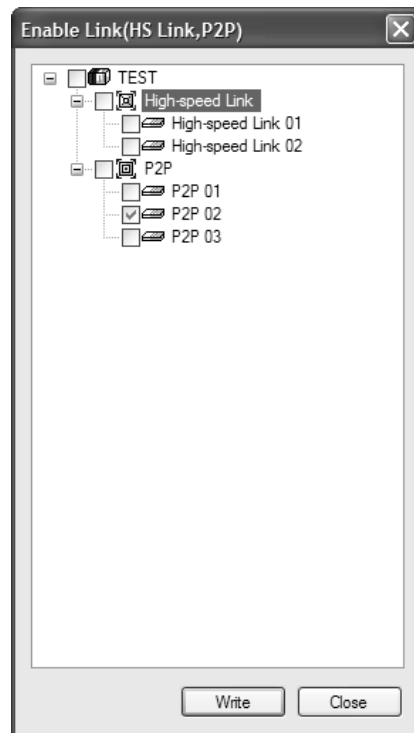 Enable Link(HS Link,P2P)
TEST
High-speed Link
High-speed Link 01
High-speed Link 02
P2P
P2P 01
P2P 02
P2P 03
Write Close